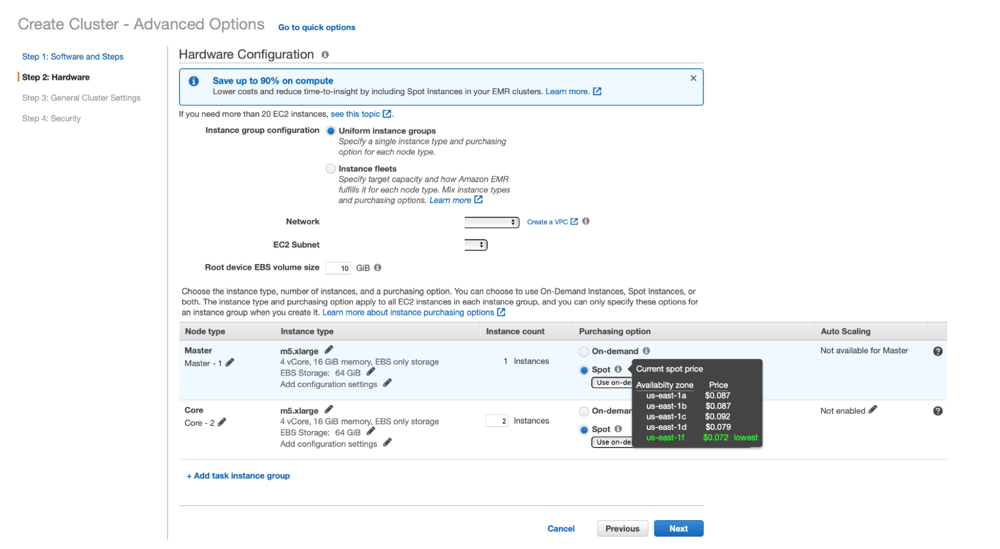 Create Cluster - Advanced Options Go to quick options
Step 1: Software and Steps
Step 2: Hardware
Step 3: General Cluster Settings
Step 4: Security
Hardware Configuration
Save up to 90% on compute
Lower costs and reduce time-to-insight by including Spot Instances in your EMR clusters. Learn more.
If you need more than 20 EC2 instances, see this topic.
Instance group configuration
Uniform instance groups
Specify a single instance type and purchasing
option for each node type.
Instance fleets
Specify target capacity and how Amazon EMR
fulfills it for each node type. Mix instance types
and purchasing options. Learn more
Network Create a VPC
EC2 Subnet
Root device EBS volume size 10 GiB
Choose the instance type, number of instances, and a purchasing option. You can choose to use On-Demand Instances, Spot Instances, or
both. The instance type and purchasing option apply to all EC2 instances in each instance group, and you can only specify these options for
an instance group when you create it. Learn more about instance purchasing options
Node type Instance type Instance count Purchasing option Auto Scaling
Master
Master - 1
m5.xlarge
4 vCore, 16 GiB memory, EBS only storage
EBS Storage: 64 GiB
Add configuration settings
1 Instances
On-demand
Spot
Use on-de
Not available for Master
Current spot price
Availabilty zone Price
us-east-1a $0.087
us-east-1b $0.087
us-east-1c $0.092
us-east-1d $0.079
us-east-1f $0.072 lowest
Core
Core - 2
m5.xlarge
4 vCore, 16 GiB memory, EBS only storage
EBS Storage: 64 GiB
Add configuration settings
2 Instances
On-deman
Spot
Use on-de
Not enabled
+ Add task instance group
Cancel Previous Next